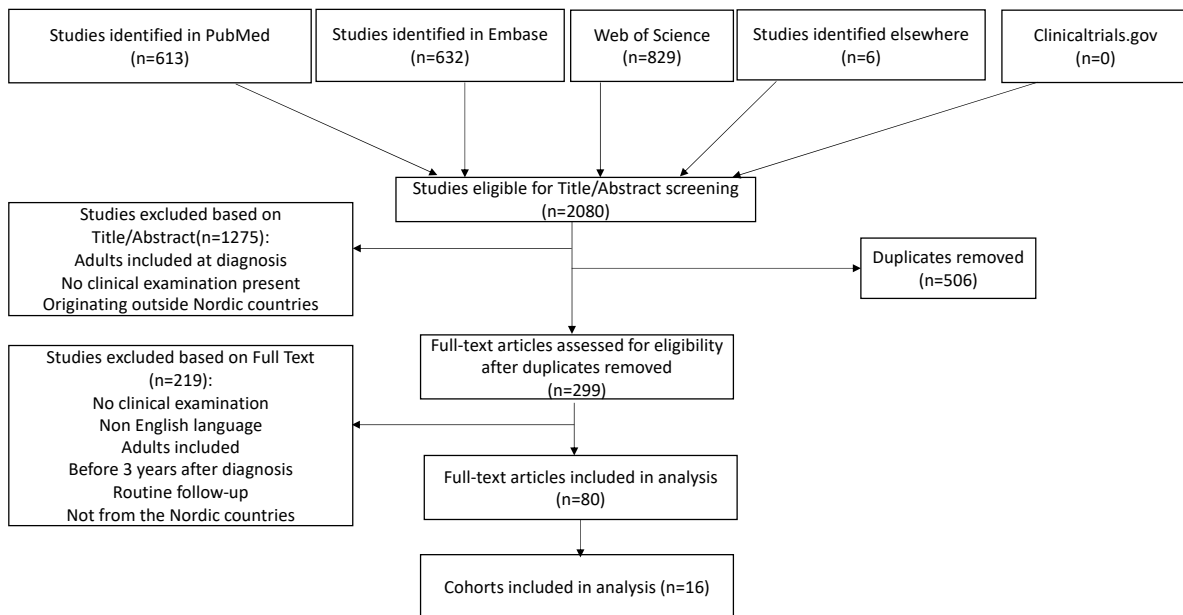 Studies identified in PubMed
(n=613)
Studies identified in Embase
(n=632)
Web of Science
(n=829)
Studies identified elsewhere
(n=6)
Clinicaltrials.gov
(n=0)
Studies eligible for Title/Abstract screening
(n=2080)
Studies excluded based on
Title/Abstract(n=1275):
Adults included at diagnosis
No clinical examination present
Originating outside Nordic countries
Duplicates removed
(n=506)
Full-text articles assessed for eligibility
after duplicates removed
(n=299)
Studies excluded based on Full Text
(n=219):
No clinical examination
Non English language
Adults included
Before 3 years after diagnosis
Routine follow-up
Not from the Nordic countries
Full-text articles included in analysis
(n=80)
Cohorts included in analysis (n=16)